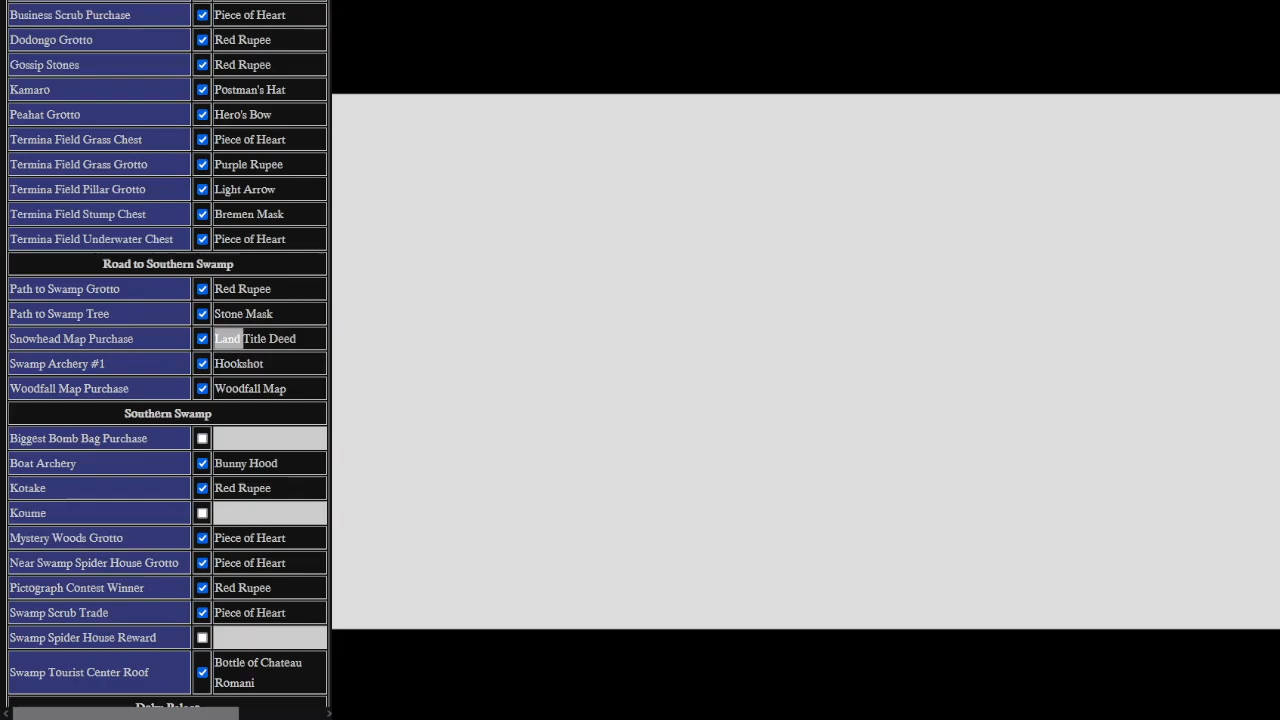 Business Scrub Purchase Piece of Heart
Dodongo Grotto Red Rupee
Gossip Stones Red Rupee
Kamaro Postman's Hat
Peahat Grotto Hero's Bow
Termina Field Grass Chest Piece of Heart
Termina Field Grass Grotto Purple Rupee
Termina Field Pillar Grotto Light Arrow
Termina Field Stump Chest Bremen Mask
Termina Field Underwater Chest Piece of Heart
Road to Southern Swamp
Path to Swamp Grotto Red Rupee
Path to Swamp Tree Stone Mask
Snowhead Map Purchase Land Title Deed
Swamp Archery #1 Hookshot
Woodfall Map Purchase Woodfall Map
Southern Swamp
Biggest Bomb Bag Purchase
Boat Archery Bunny Hood
Kotake Red Rupee
Koume
Mystery Woods Grotto Piece of Heart
Near Swamp Spider House Grotto Piece of Heart
Pictograph Contest Winner Red Rupee
Swamp Scrub Trade Piece of Heart
Swamp Spider House Reward
Swamp Tourist Center Roof Bottle of Chateau
Romani